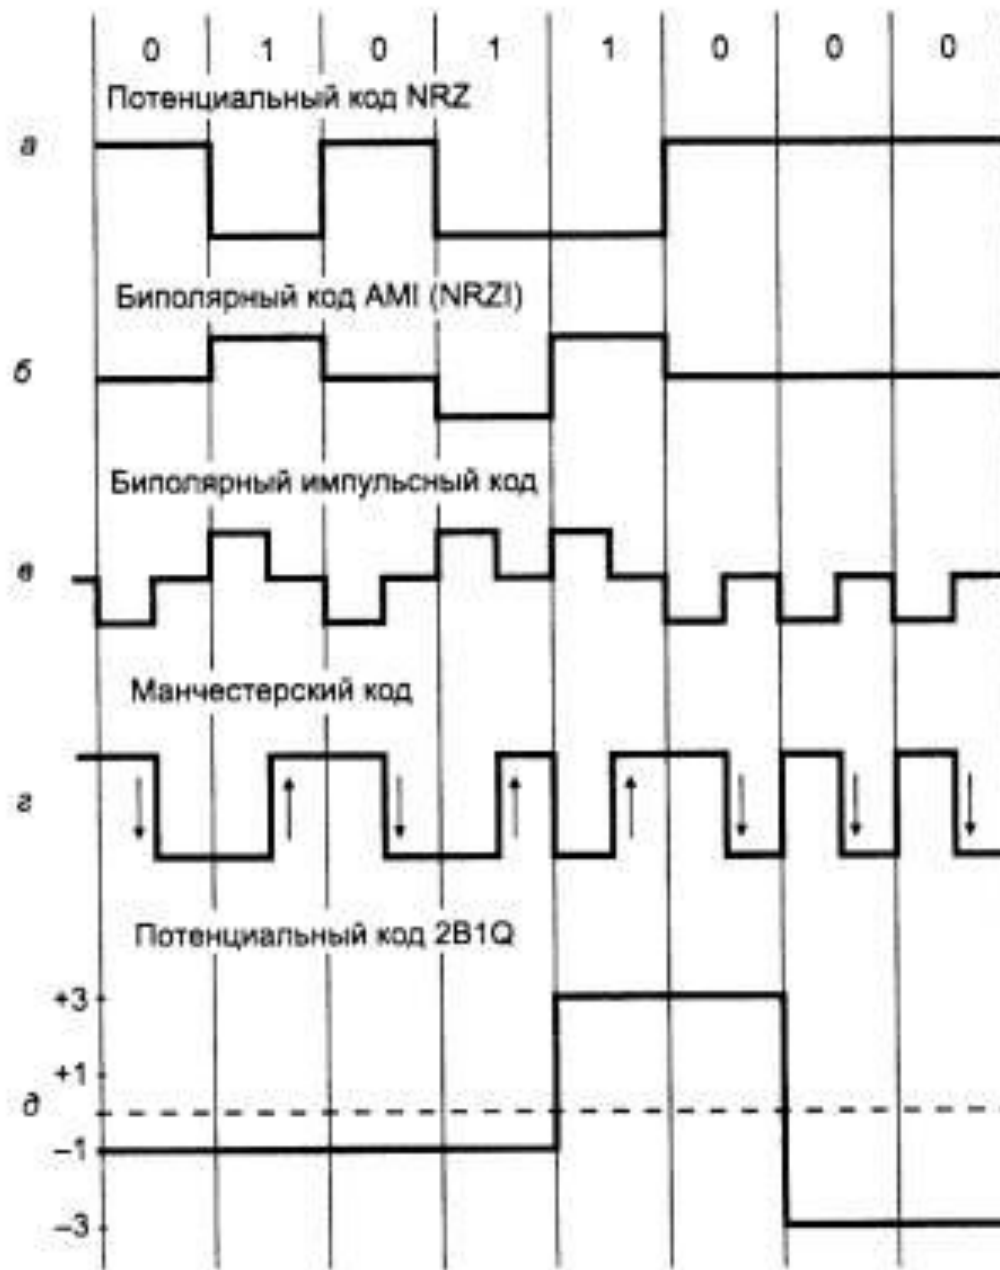 0 1 0 1 1 0 0 0
Потенциальный код NRZ
а
Биполярный код AMI (NRZI)
б
Биполярный импульсный код
в
Манчестерский код
г
Потенциальный код 2B1Q
+3
+1
д
–1
–3